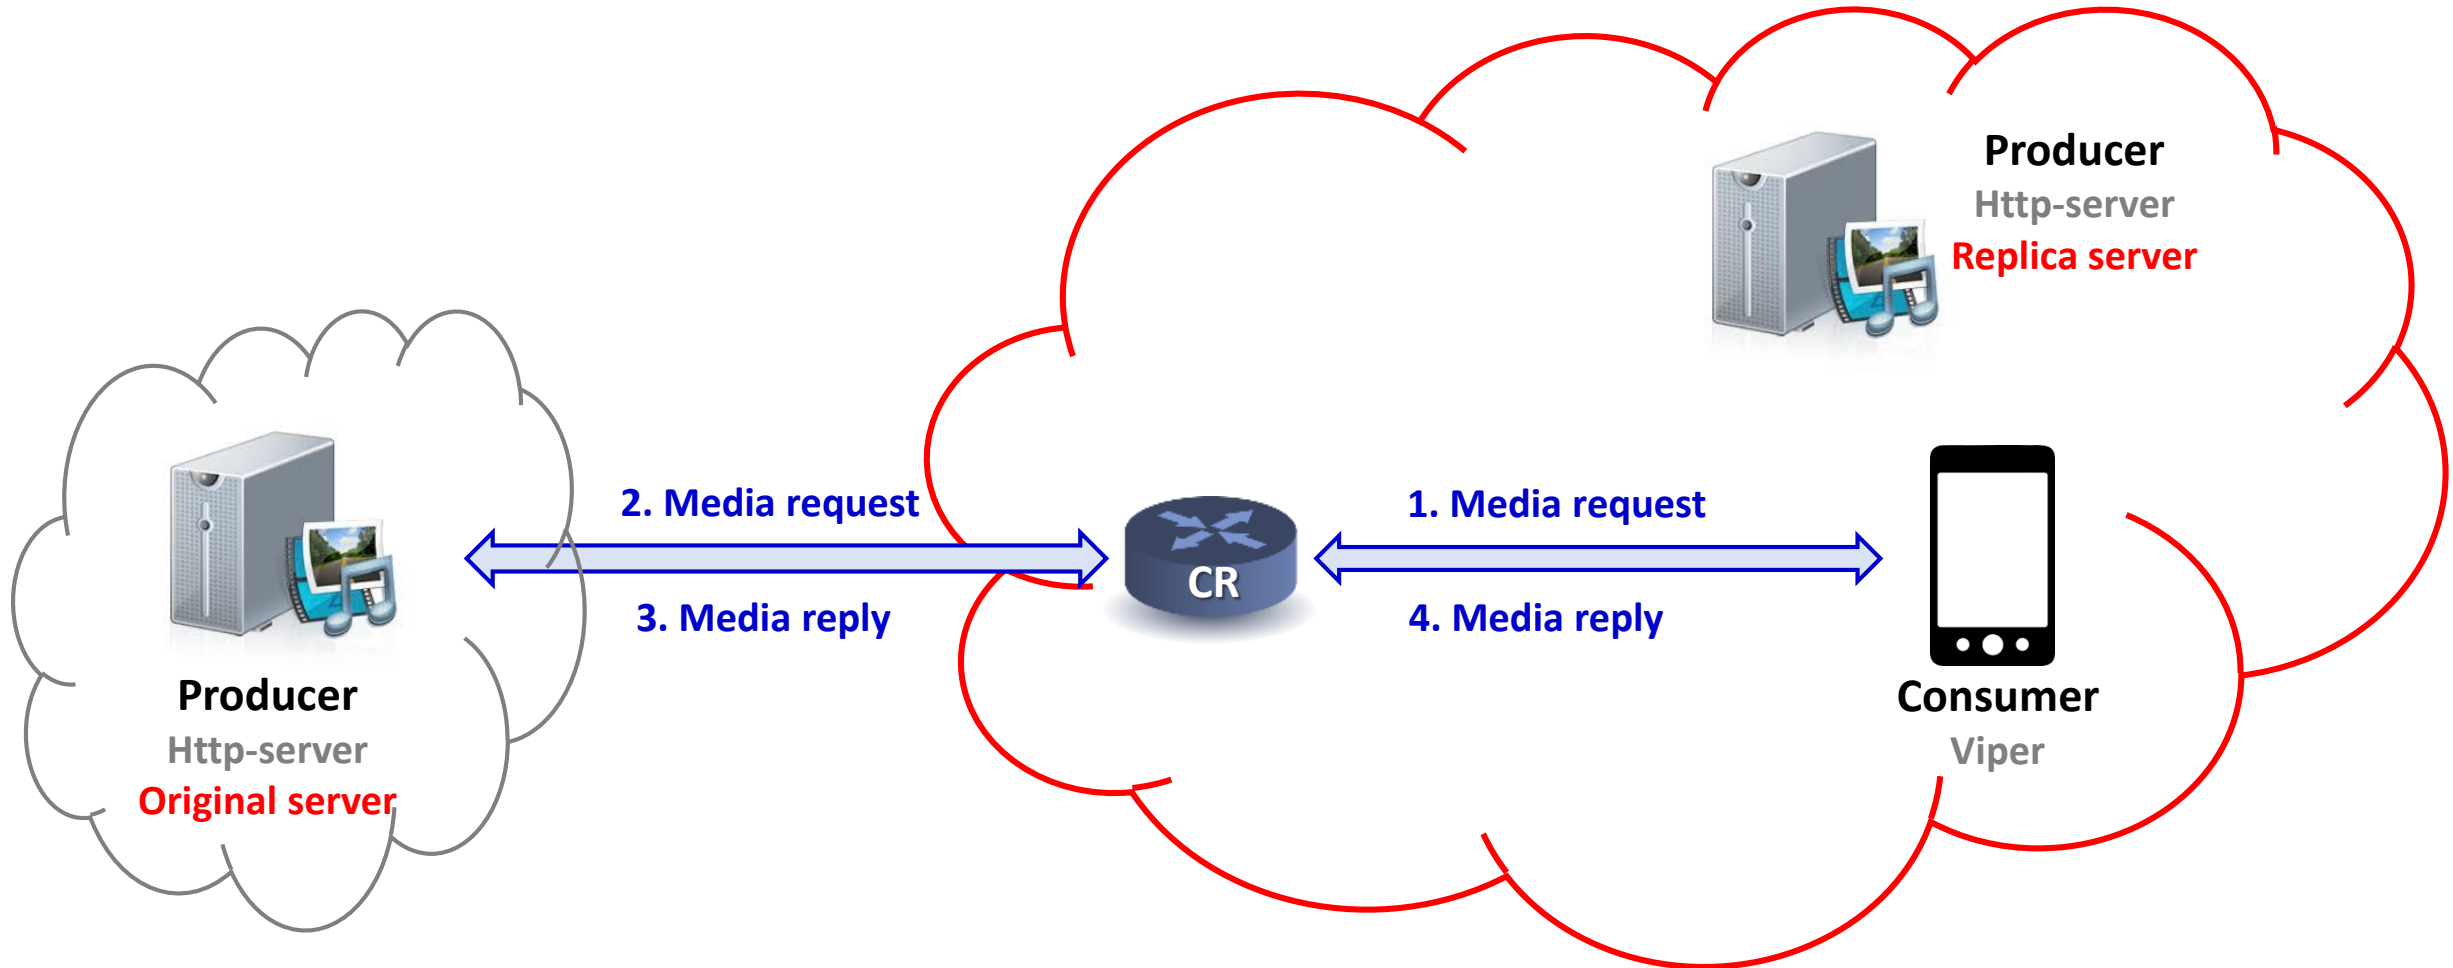 Producer
Http-server
Replica server
2. Media request
1. Media request
CR
3. Media reply
4. Media reply
Producer
Http-server
Original server
Consumer
Viper